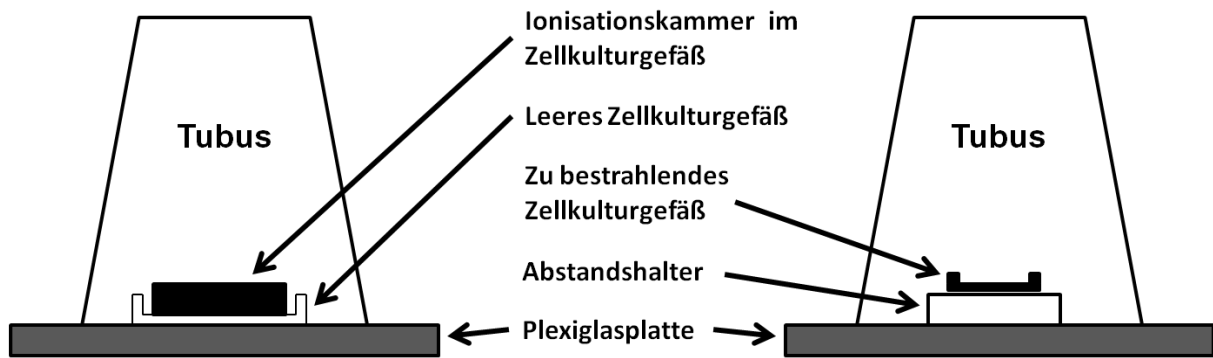 Tubus
Ionisationskammer im
Zellkulturgefäß
Leeres Zellkulturgefäß
Zu bestrahlendes
Zellkulturgefäß
Abstandshalter
Plexiglasplatte
Tubus